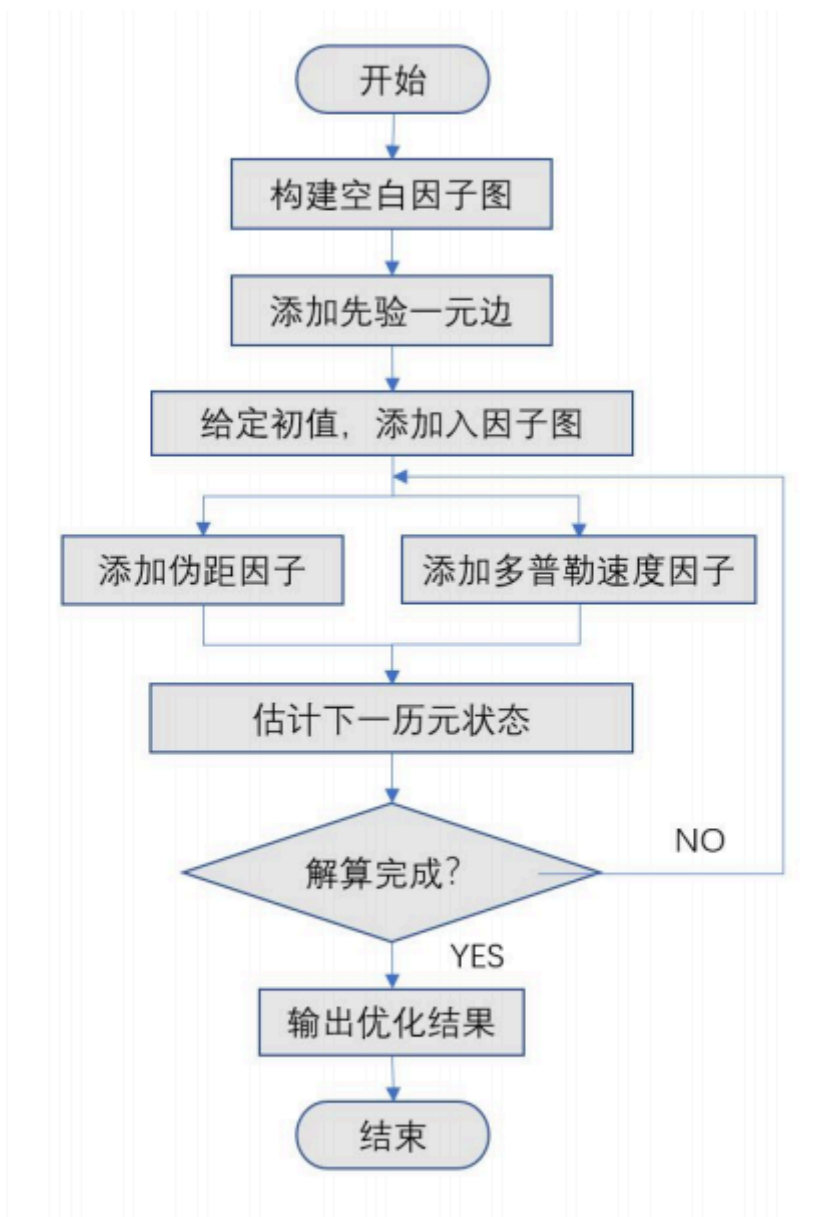 开始
构建空白因子图
添加先验一元边
给定初值，添加入因子图
添加伪距因子
添加多普勒速度因子
估计下一历元状态
解算完成？
NO
YES
输出优化结果
结束